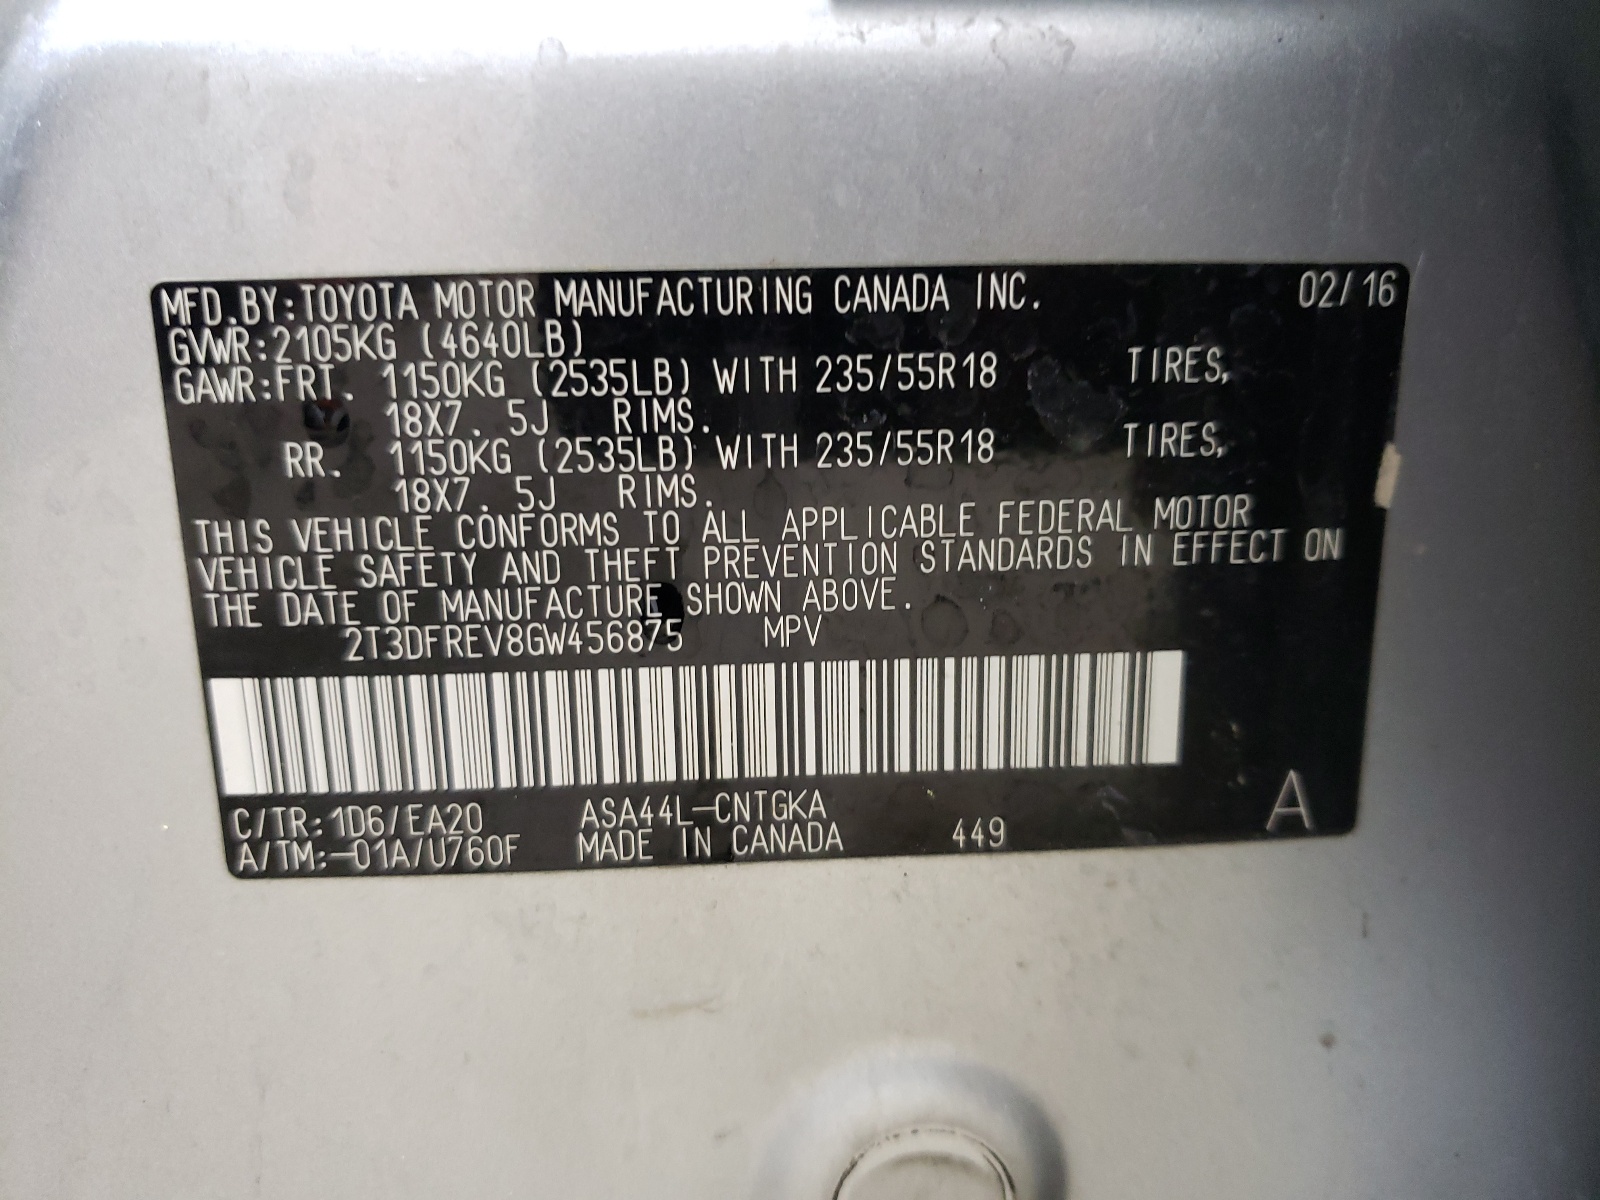 MFD.BY:TOYOTA MOTOR MANUFACTURING CANADA INC. 02/16
GVWR:2105KG (4640LB)
GAWR:FRT. 1150KG (2535LB) WITH 235/55R18 TIRES,
18X7.5J RIMS.
RR. 1150KG (2535LB) WITH 235/55R18 TIRES,
18X7.5J RIMS.
THIS VEHICLE CONFORMS TO ALL APPLICABLE FEDERAL MOTOR
VEHICLE SAFETY AND THEFT PREVENTION STANDARDS IN EFFECT ON
THE DATE OF MANUFACTURE SHOWN ABOVE.
2T3DFREV8GW456875 MPV
C/TR:1D6/EA20 ASA44L-CNTGKA
A/TM:-01A/U760F MADE IN CANADA 449 A